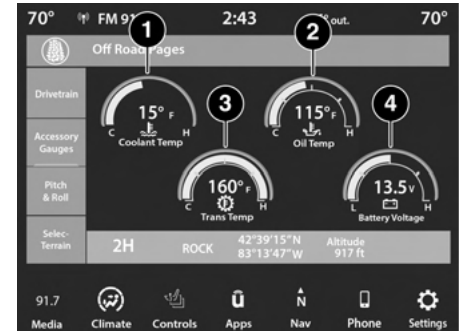 70° FM 91 2:43 out. 70°
1
2
Off Road Pages
Drivetrain
Accessory
Gauges
Pitch
& Roll
Selec-
Terrain
15° F
C H
Coolant Temp
115° F
C H
Oil Temp
3
4
160° F
C H
Trans Temp
13.5 V
L H
Battery Voltage
2H ROCK 42°39'15"N 83°13'47"W Altitude 917 ft
91.7
Media Climate Controls Apps Nav Phone Settings
û
N